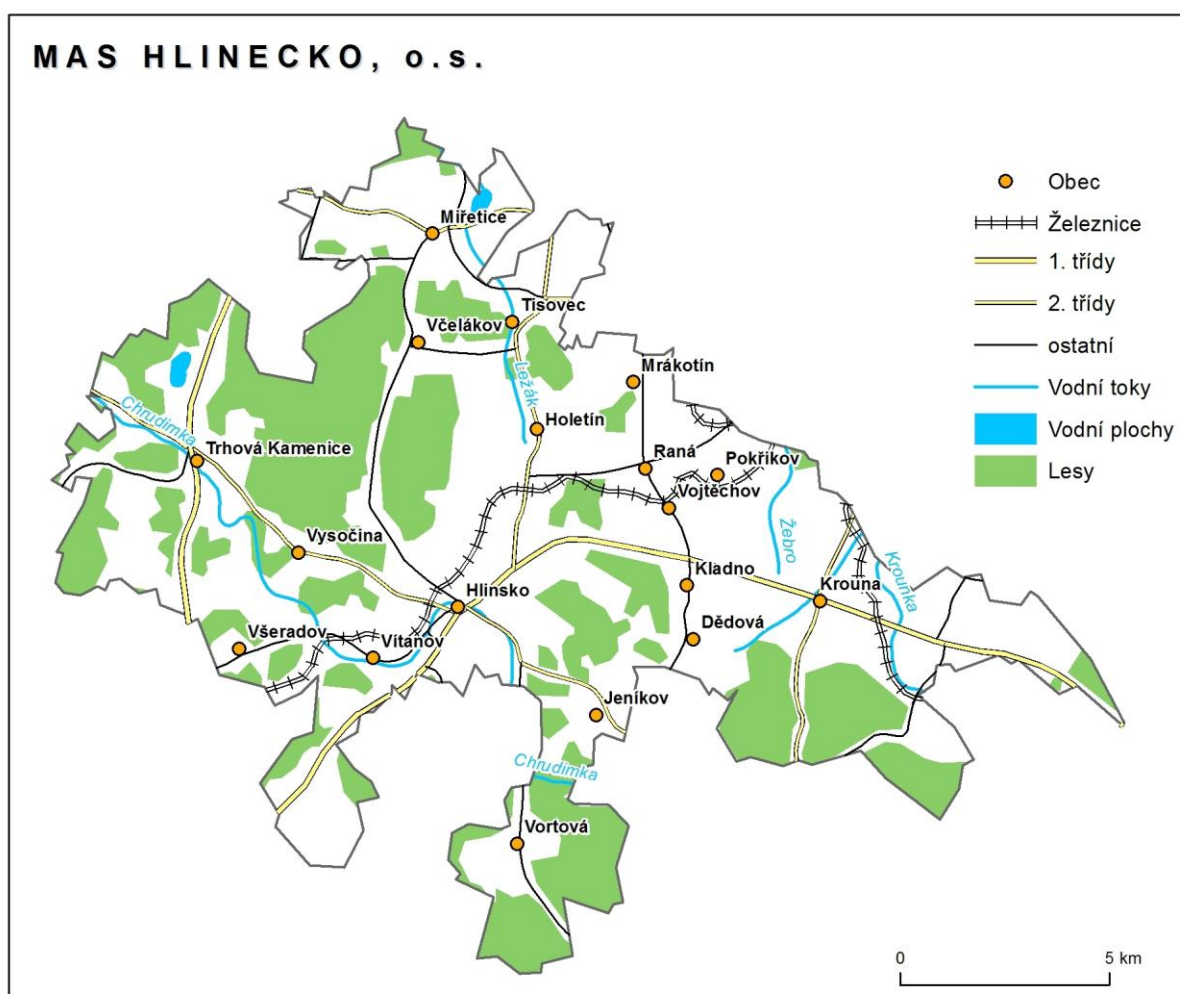 MAS HLINECKO, o.s.
Obec
Železnice
1. třídy
2. třídy
ostatní
Vodní toky
Vodní plochy
Lesy
Miřetice
Tisovec
Včelákov
Ležák
Mrákotín
Chrudimka
Holetín
Trhová Kamenice
Raná
Pokřikov
Vojtěchov
Vysočina
Žebro
Krounka
Kladno
Krouna
Hlinsko
Dědová
Všeradov
Vítanov
Jeníkov
Chrudimka
Vortová
0 5 km